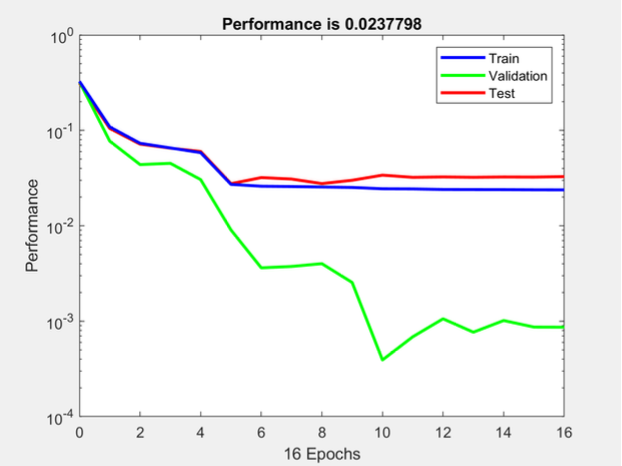 Performance is 0.0237798
10^0
10^-1
10^-2
10^-3
10^-4
Performance
Train
Validation
Test
0 2 4 6 8 10 12 14 16
16 Epochs